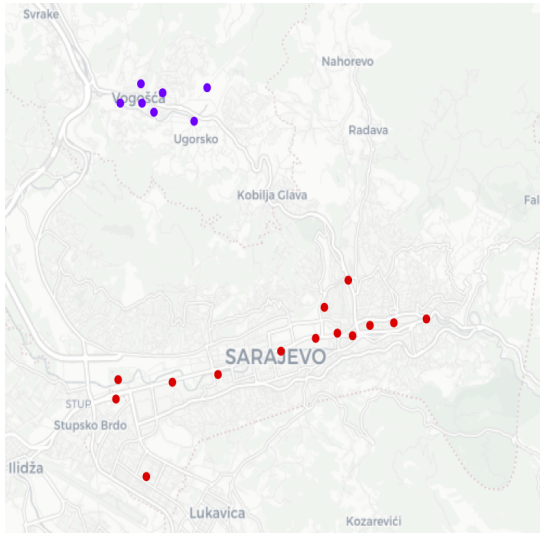 Svrake
Nahorevo
Vogošća
Radava
Ugorsko
Kobilja Glava
Fal
SARAJEVO
STUP
Stupsko Brdo
Ilidža
Lukavica
Kozarevići